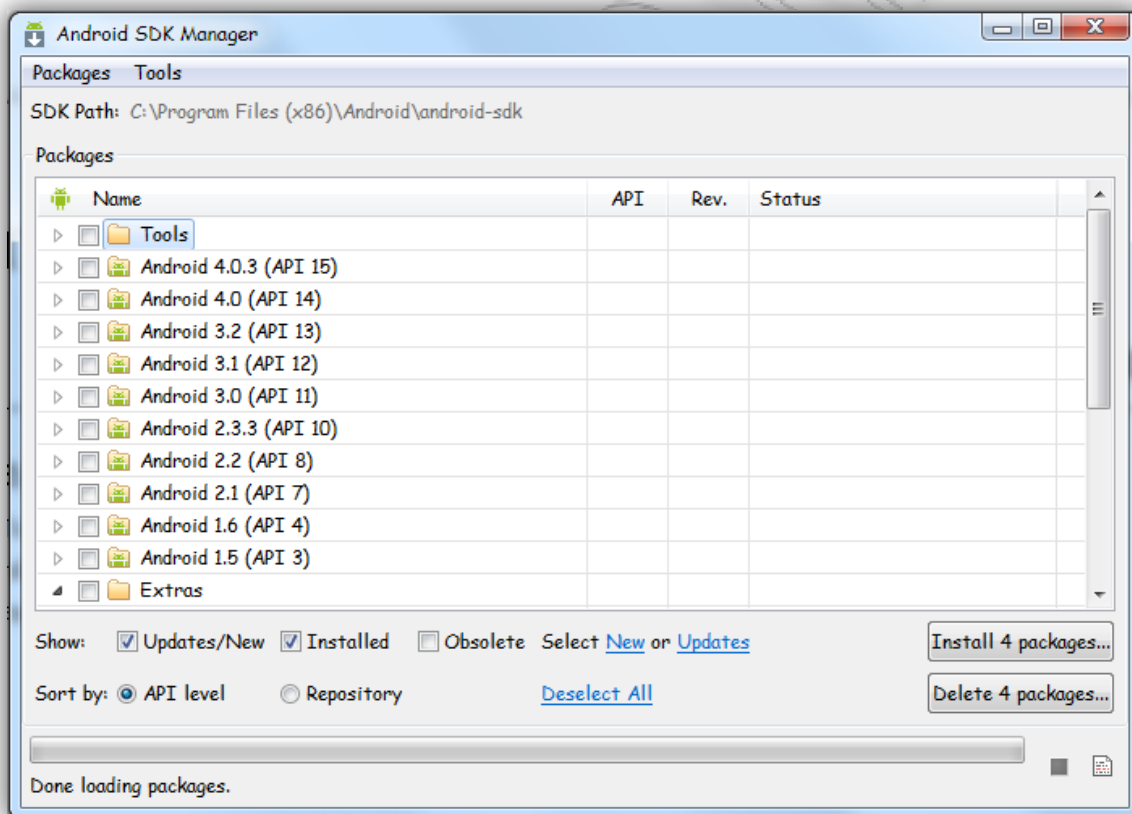 Android SDK Manager
Packages Tools
SDK Path: C:\Program Files (x86)\Android\android-sdk
Packages
Name API Rev. Status
Tools
Android 4.0.3 (API 15)
Android 4.0 (API 14)
Android 3.2 (API 13)
Android 3.1 (API 12)
Android 3.0 (API 11)
Android 2.3.3 (API 10)
Android 2.2 (API 8)
Android 2.1 (API 7)
Android 1.6 (API 4)
Android 1.5 (API 3)
Extras
Show: Updates/New Installed Obsolete Select New or Updates Install 4 packages...
Sort by: API level Repository Deselect All Delete 4 packages...
Done loading packages.